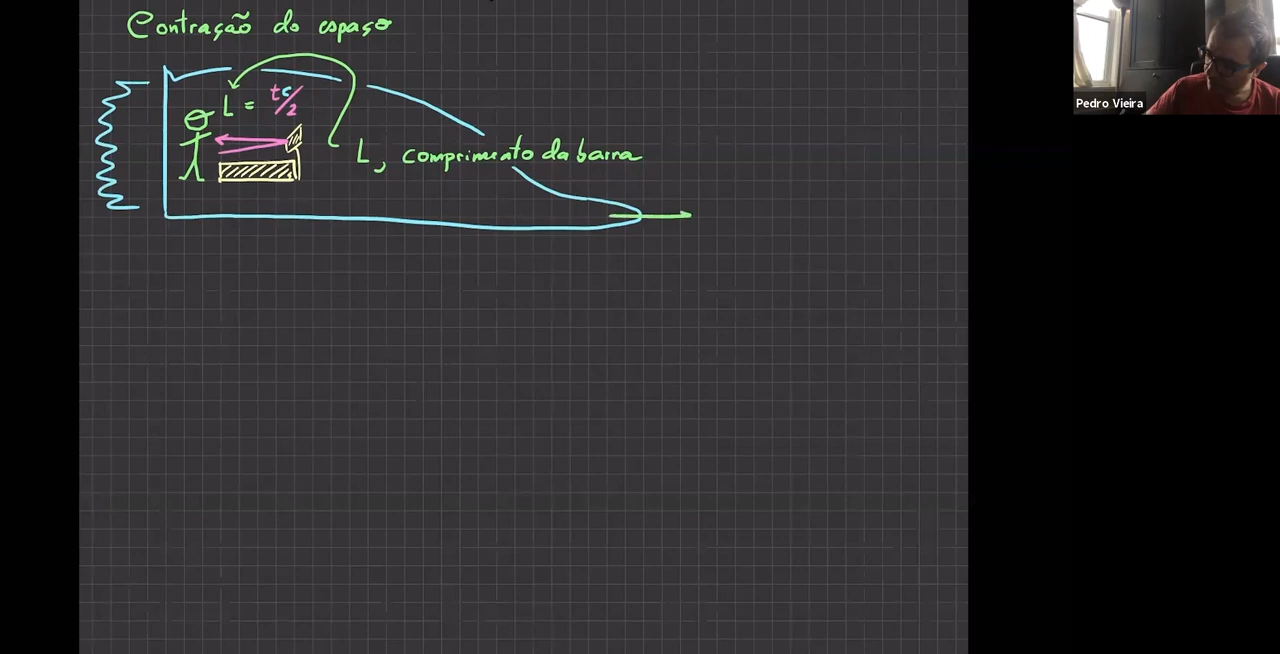 Contração do espaço
L = tc/2
L, comprimento da barra
Pedro Vieira